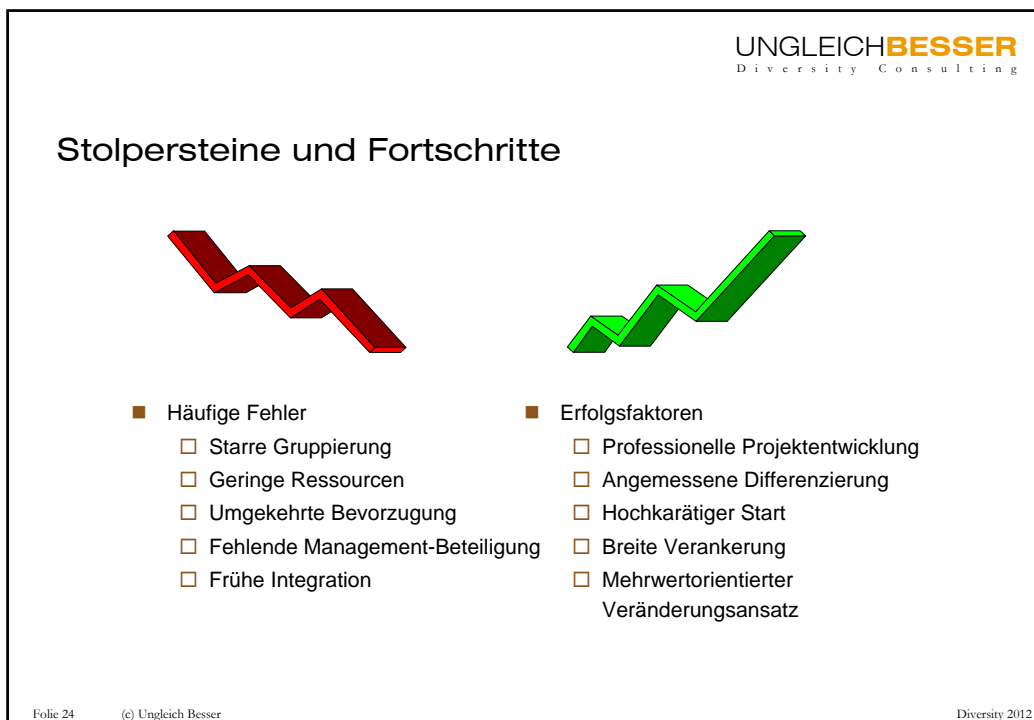 UNGLEICHBESSER
Diversity Consulting
Stolpersteine und Fortschritte
Häufige Fehler
Starre Gruppierung
Geringe Ressourcen
Umgekehrte Bevorzugung
Fehlende Management-Beteiligung
Frühe Integration
Erfolgsfaktoren
Professionelle Projektentwicklung
Angemessene Differenzierung
Hochkarätiger Start
Breite Verankerung
Mehrwertorientierter
Veränderungsansatz
Folie 24 (c) Ungleich Besser Diversity 2012